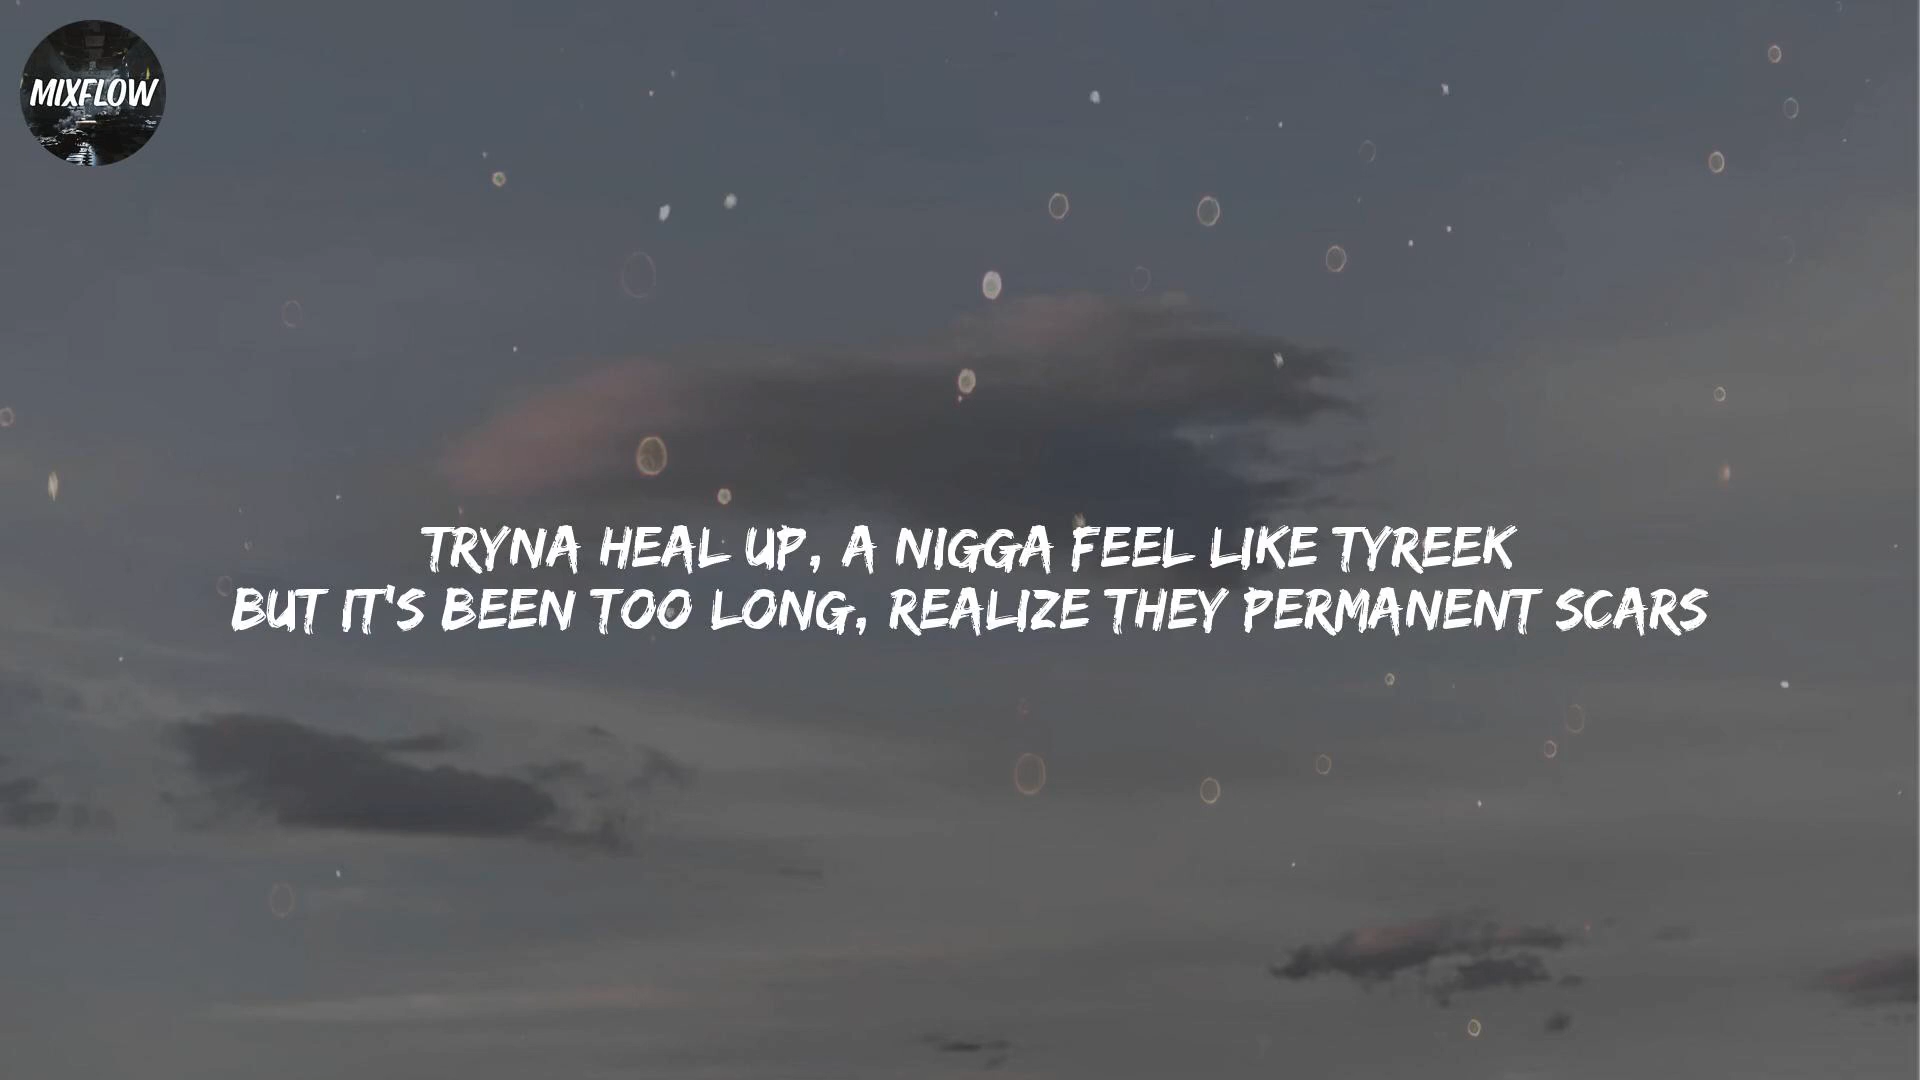 MIXFLOW
TRYNA HEAL UP, A NIGGA FEEL LIKE TYREEK
BUT IT'S BEEN TOO LONG, REALIZE THEY PERMANENT SCARS